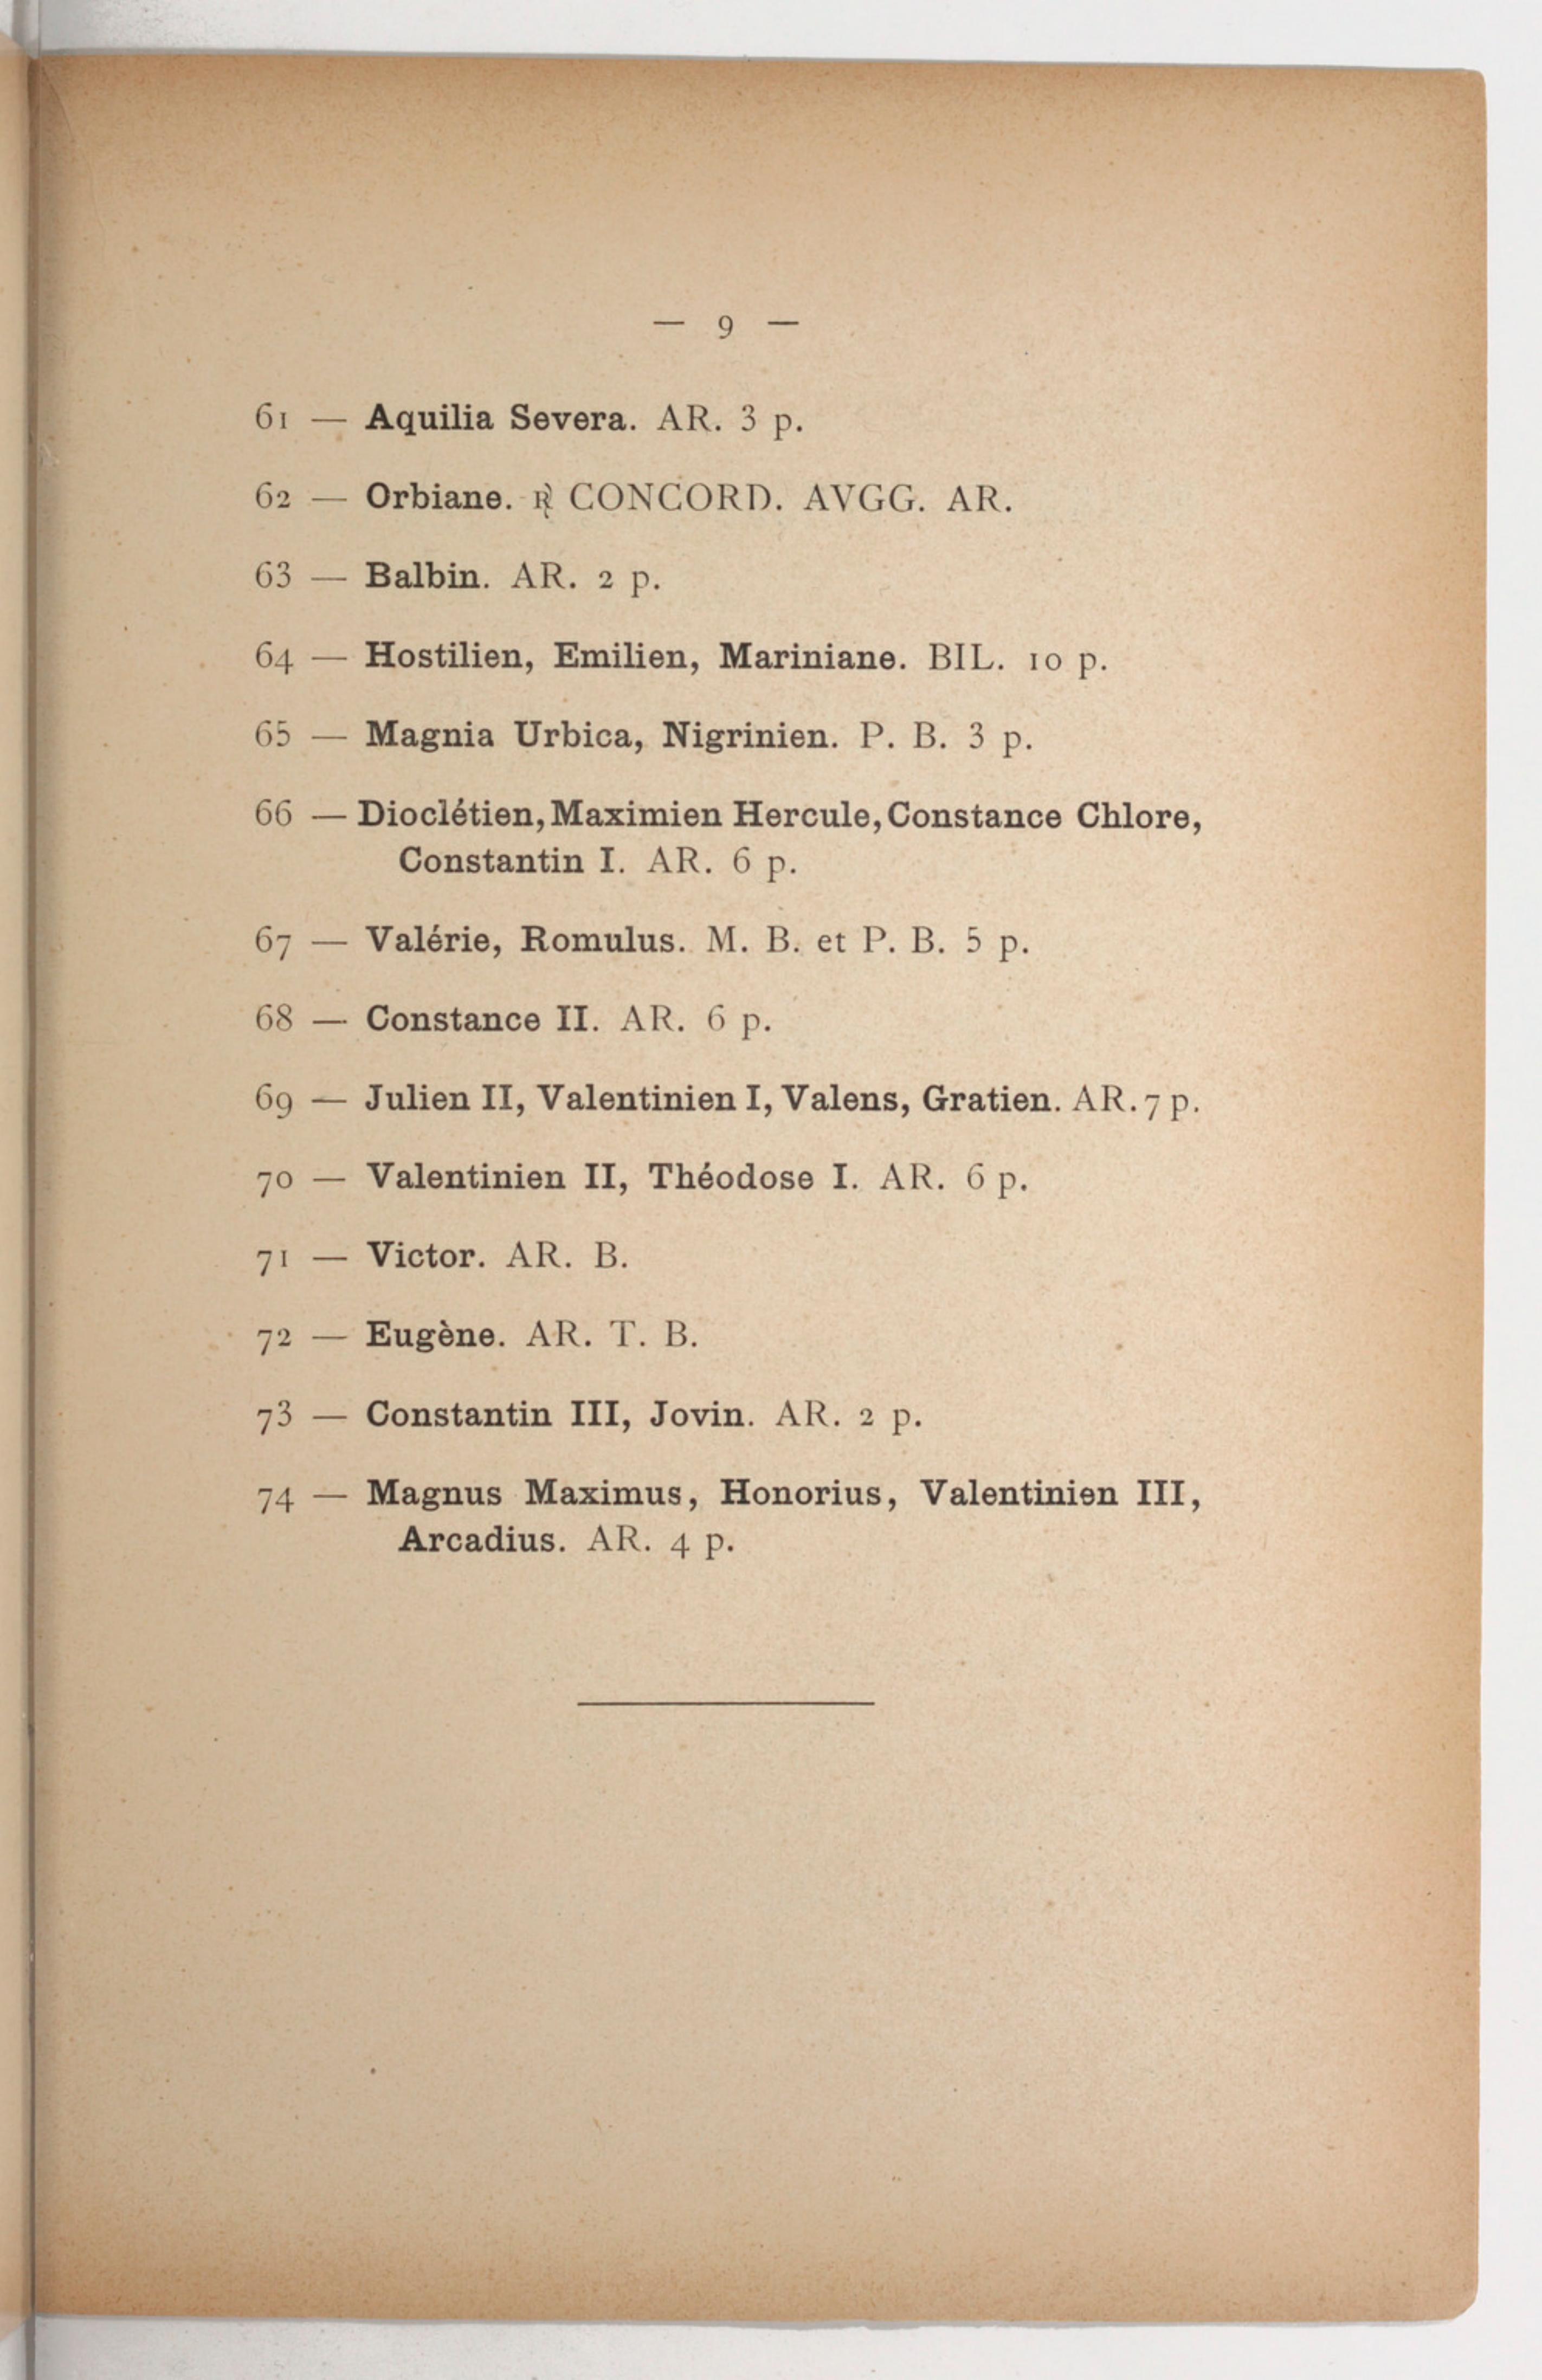 — 9 —
61 — Aquilia Severa. AR. 3 p.
62 — Orbiane. ℞ CONCORD. AVGG. AR.
63 — Balbin. AR. 2 p.
64 — Hostilien, Emilien, Mariniane. BIL. 10 p.
65 — Magnia Urbica, Nigrinien. P. B. 3 p.
66 — Dioclétien, Maximien Hercule, Constance Chlore,
Constantin I. AR. 6 p.
67 — Valérie, Romulus. M. B. et P. B. 5 p.
68 — Constance II. AR. 6 p.
69 — Julien II, Valentinien I, Valens, Gratien. AR. 7 p.
70 — Valentinien II, Théodose I. AR. 6 p.
71 — Victor. AR. B.
72 — Eugène. AR. T. B.
73 — Constantin III, Jovin. AR. 2 p.
74 — Magnus Maximus, Honorius, Valentinien III,
Arcadius. AR. 4 p.